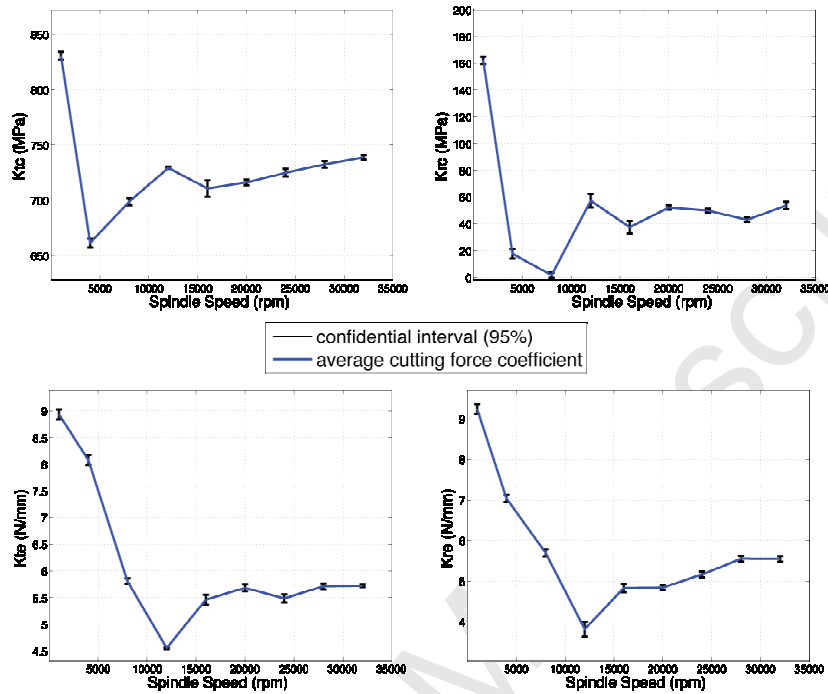 850
800
750
700
650
Ktc (MPa)
5000 10000 15000 20000 25000 30000 35000
Spindle Speed (rpm)
200
180
160
140
120
100
80
60
40
20
0
Krc (MPa)
5000 10000 15000 20000 25000 30000 35000
Spindle Speed (rpm)
confidential interval (95%)
average cutting force coefficient
9
8.5
8
7.5
7
6.5
6
5.5
5
4.5
Kte (N/mm)
5000 10000 15000 20000 25000 30000 35000
Spindle Speed (rpm)
9
8
7
6
5
4
Kre (N/mm)
5000 10000 15000 20000 25000 30000 35000
Spindle Speed (rpm)